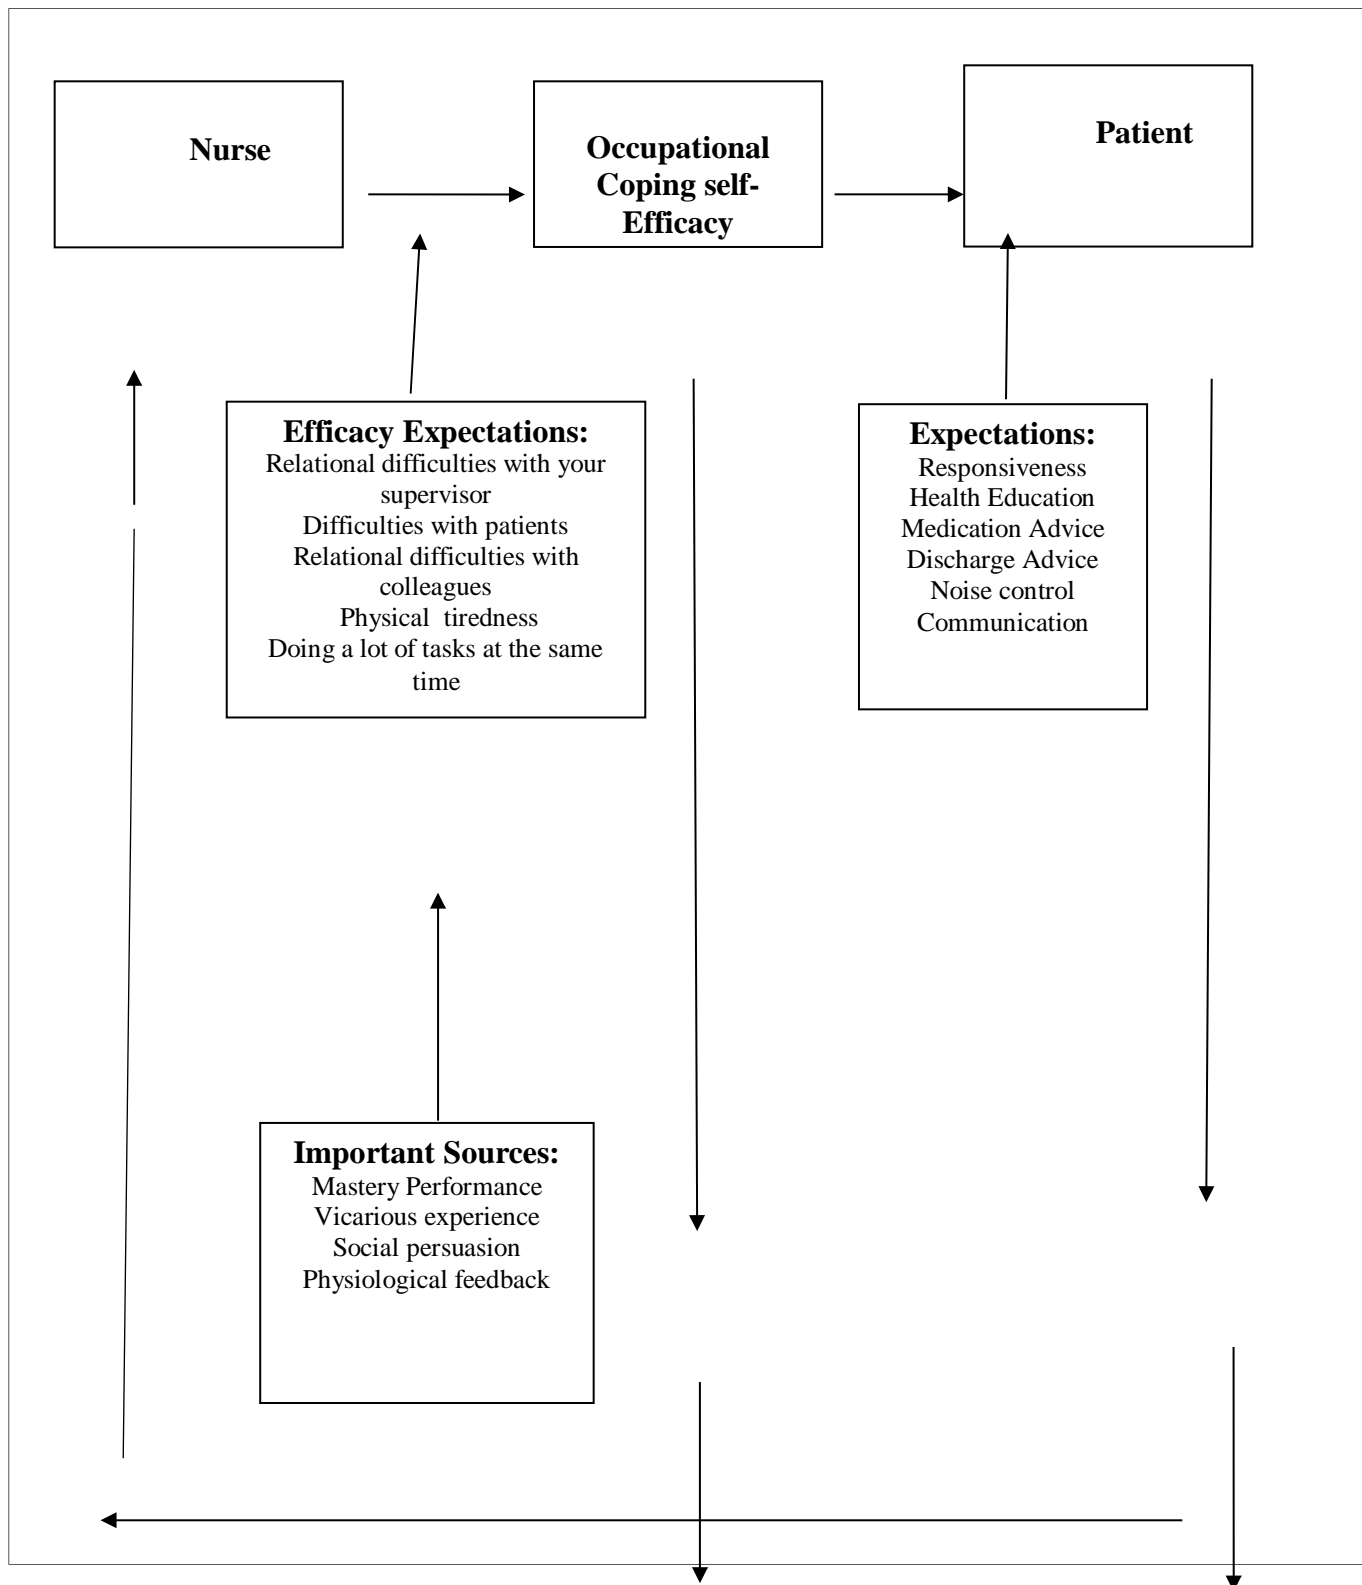 Nurse
Occupational
Coping self-
Efficacy
Patient
Efficacy Expectations:
Relational difficulties with your
supervisor
Difficulties with patients
Relational difficulties with
colleagues
Physical  tiredness
Doing a lot of tasks at the same
time
Expectations:
Responsiveness
Health Education
Medication Advice
Discharge Advice
Noise control
Communication
Important Sources:
Mastery Performance
Vicarious experience
Social persuasion
Physiological feedback